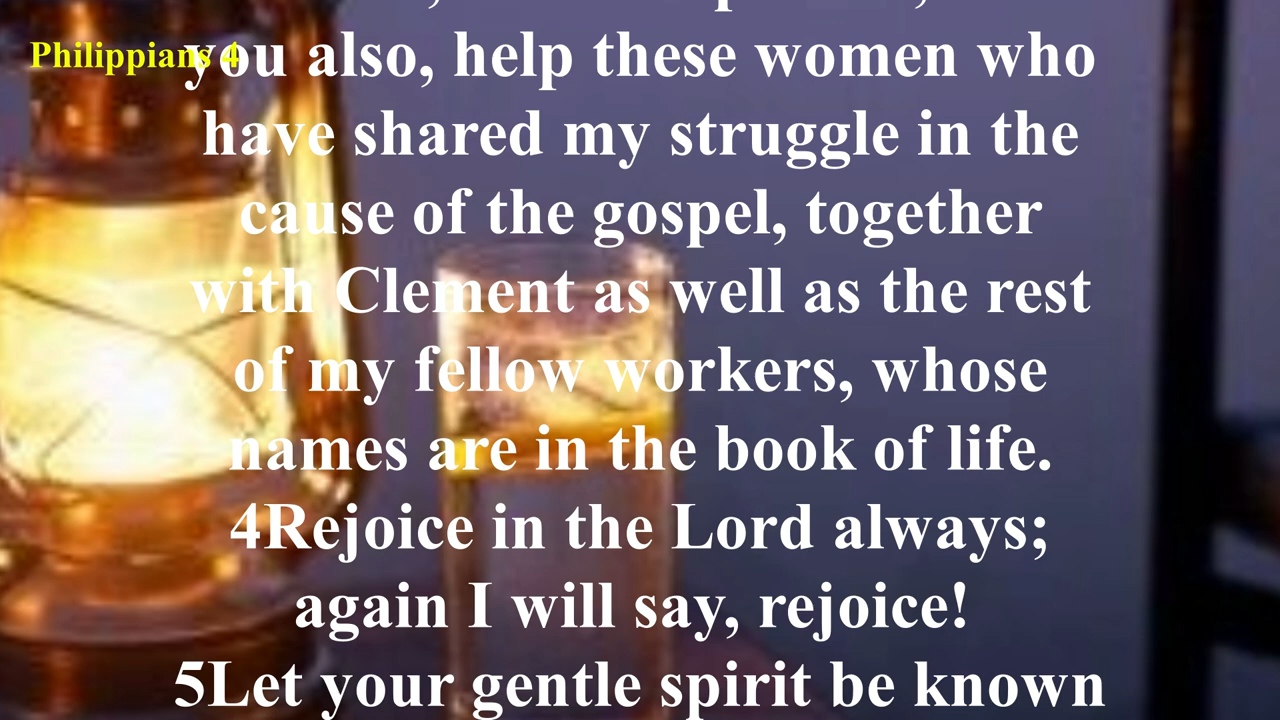 Philippians 4
you also, help these women who
have shared my struggle in the
cause of the gospel, together
with Clement as well as the rest
of my fellow workers, whose
names are in the book of life.
4Rejoice in the Lord always;
again I will say, rejoice!
5Let your gentle spirit be known